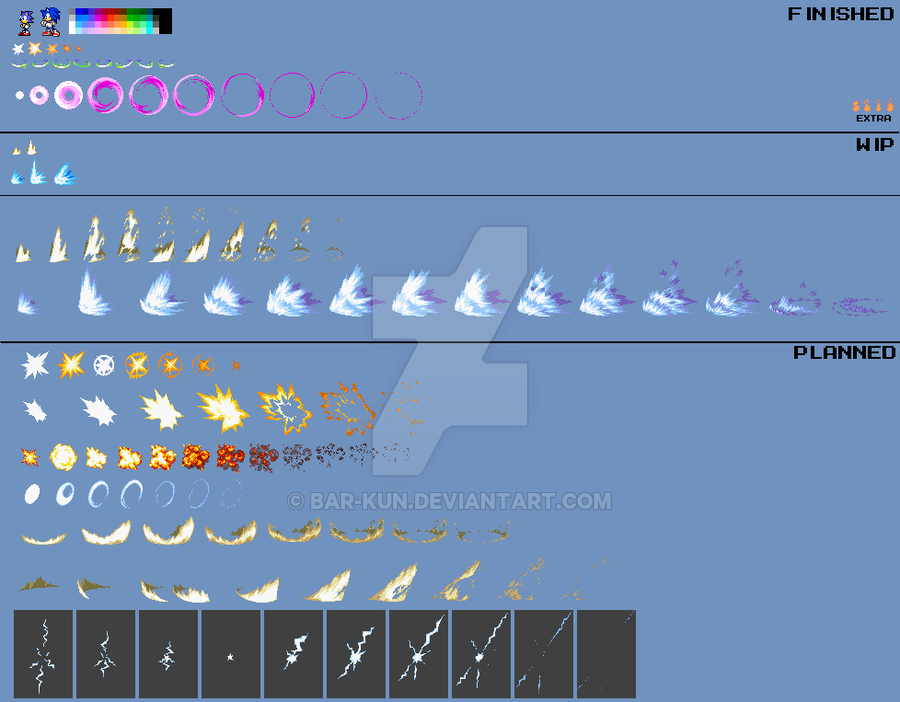 FINISHED
EXTRA
WIP
PLANNED
© BAR-KUN.DEVIANTART.COM